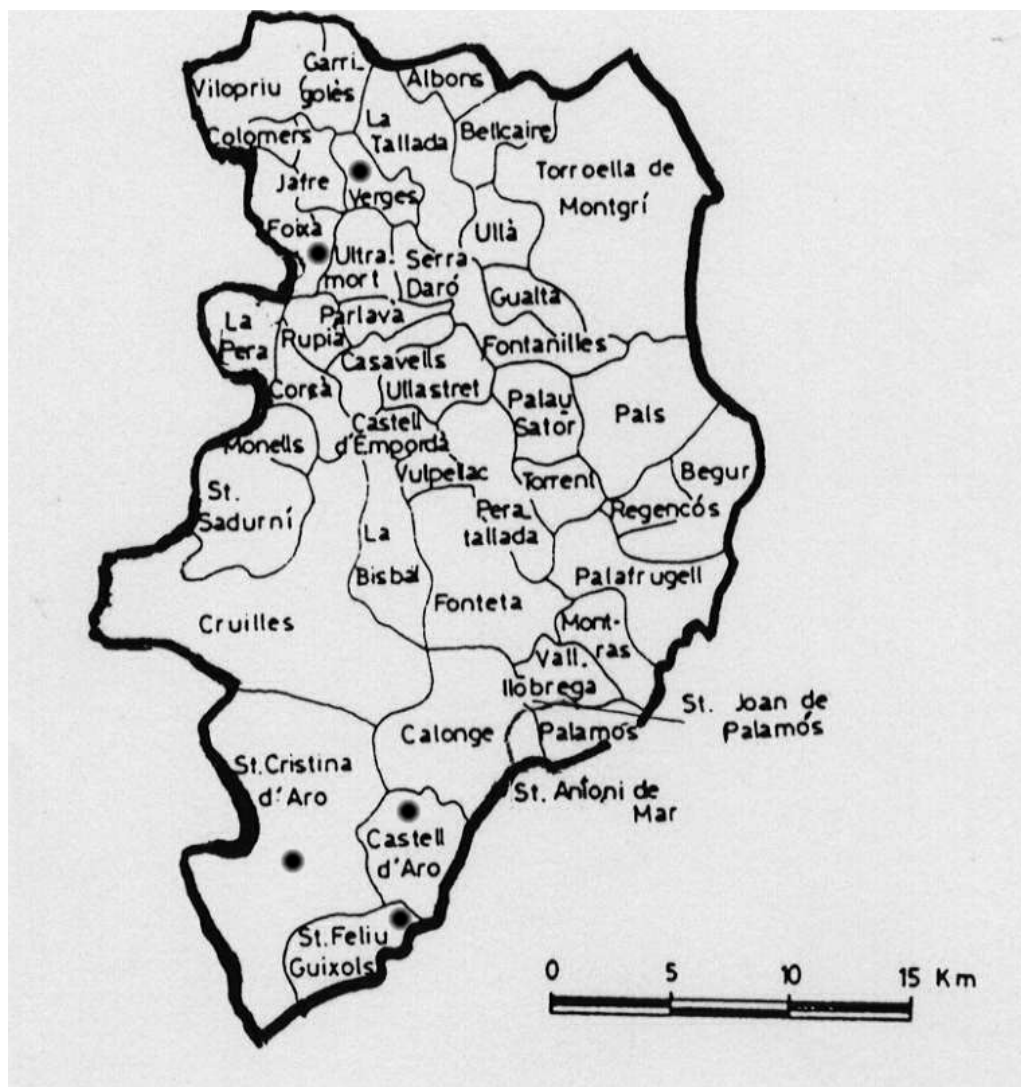 Garri-
golès
Vilopriu
Albons
Colomers
La
Tallada
Bellcaire
Jafre
Verges
Torroella de
Montgrí
Foixà
Ultra-
mort
Serra
Daró
Ullà
Gualta
La
Pera
Rupià
Parlavà
Fontanilles
Casavells
Corçà
Ullastret
Palau
Sator
Pals
Monells
Castell
d'Empordà
Vulpellac
Torrent
Begur
Regencós
St.
Sadurní
La
Bisbal
Pera
tallada
Palafrugell
Cruilles
Fonteta
Mont-
ras
Vall-
llobrega
St. Joan de
Palamós
Calonge
Palamós
St. Cristina
d'Aro
St. Antoni de
Mar
Castell
d'Aro
St. Feliu
Guixols
0 5 10 15 Km